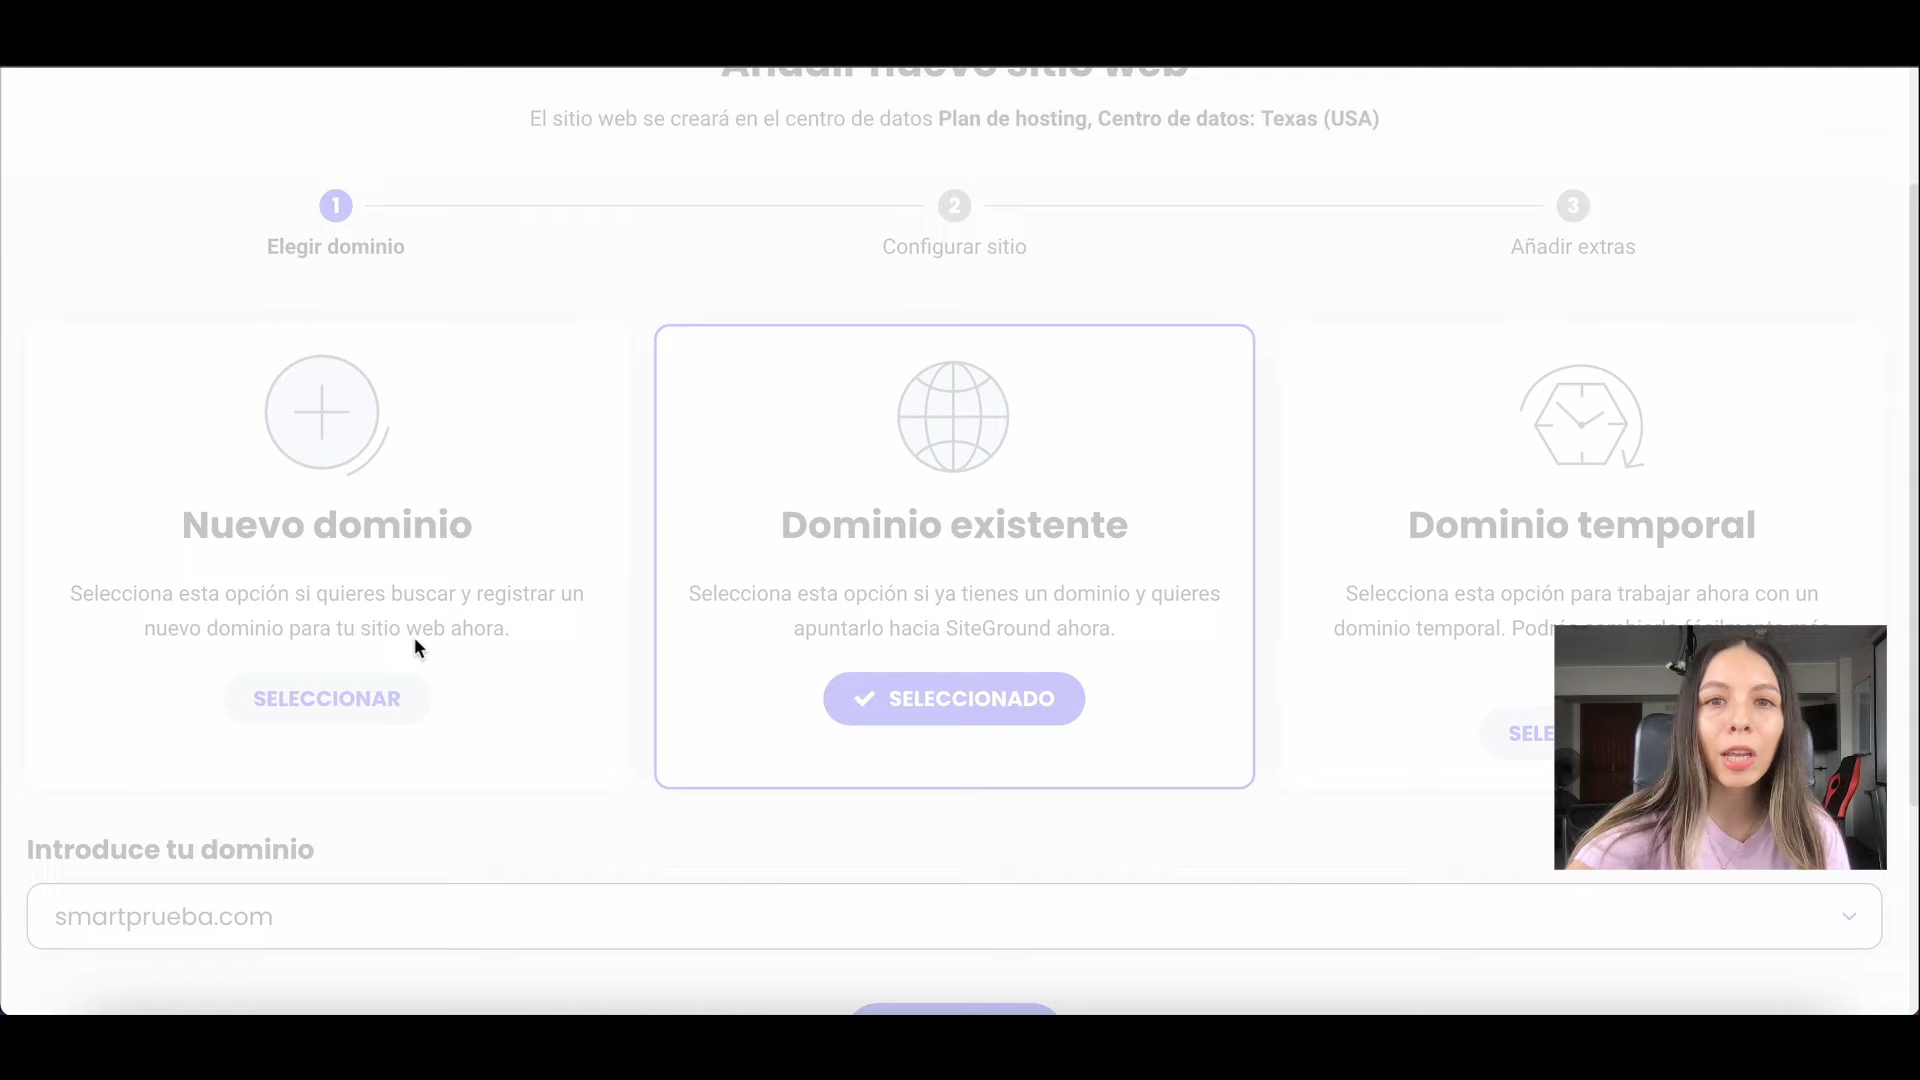 Añadir nuevo sitio web
El sitio web se creará en el centro de datos Plan de hosting, Centro de datos: Texas (USA)
1
2
3
Elegir dominio
Configurar sitio
Añadir extras
Nuevo dominio
Selecciona esta opción si quieres buscar y registrar un
nuevo dominio para tu sitio web ahora.
SELECCIONAR
Dominio existente
Selecciona esta opción si ya tienes un dominio y quieres
apuntarlo hacia SiteGround ahora.
SELECCIONADO
Dominio temporal
Selecciona esta opción para trabajar ahora con un
dominio temporal.
SELE
Introduce tu dominio
smartprueba.com